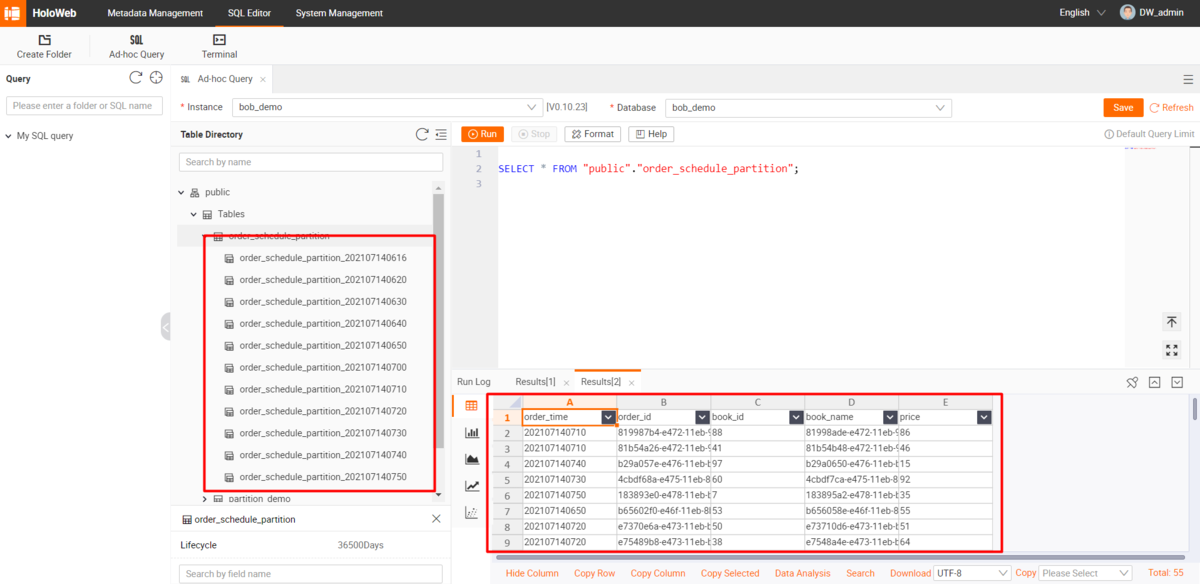 HoloWeb Metadata Management SQL Editor System Management English DW_admin
Create Folder SQL Ad-hoc Query Terminal
Query SQL Ad-hoc Query
Please enter a folder or SQL name
* Instance bob_demo [V0.10.23] * Database bob_demo Save Refresh
My SQL query
Table Directory Run Stop Format Help Default Query Limit
Search by name
public
Tables
order_schedule_partition
order_schedule_partition_202107140616
order_schedule_partition_202107140620
order_schedule_partition_202107140630
order_schedule_partition_202107140640
order_schedule_partition_202107140650
order_schedule_partition_202107140700
order_schedule_partition_202107140710
order_schedule_partition_202107140720
order_schedule_partition_202107140730
order_schedule_partition_202107140740
order_schedule_partition_202107140750
partition_demo
order_schedule_partition
Lifecycle 36500Days
Search by field name
1
2 SELECT * FROM "public"."order_schedule_partition";
3
Run Log Results[1] Results[2]
A B C D E
1 order_time order_id book_id book_name price
2 202107140710 819987b4-e472-11eb-9 88 81998ade-e472-11eb-9 86
3 202107140710 81b54a26-e472-11eb-9 41 81b54b48-e472-11eb-9 46
4 202107140740 b29a057e-e476-11eb-b 97 b29a0650-e476-11eb-b 15
5 202107140730 4cbdf68a-e475-11eb-8 60 4cbdf7ca-e475-11eb-8 92
6 202107140750 183893e0-e478-11eb-b 7 183895a2-e478-11eb-b 35
7 202107140650 b65602f0-e46f-11eb-8 53 b656058e-e46f-11eb-8 55
8 202107140720 e7370e6a-e473-11eb-b 50 e73710d6-e473-11eb-b 51
9 202107140720 e75489b8-e473-11eb-b 38 e7548a4e-e473-11eb-b 64
Hide Column Copy Row Copy Column Copy Selected Data Analysis Search Download UTF-8 Copy Please Select Total: 55